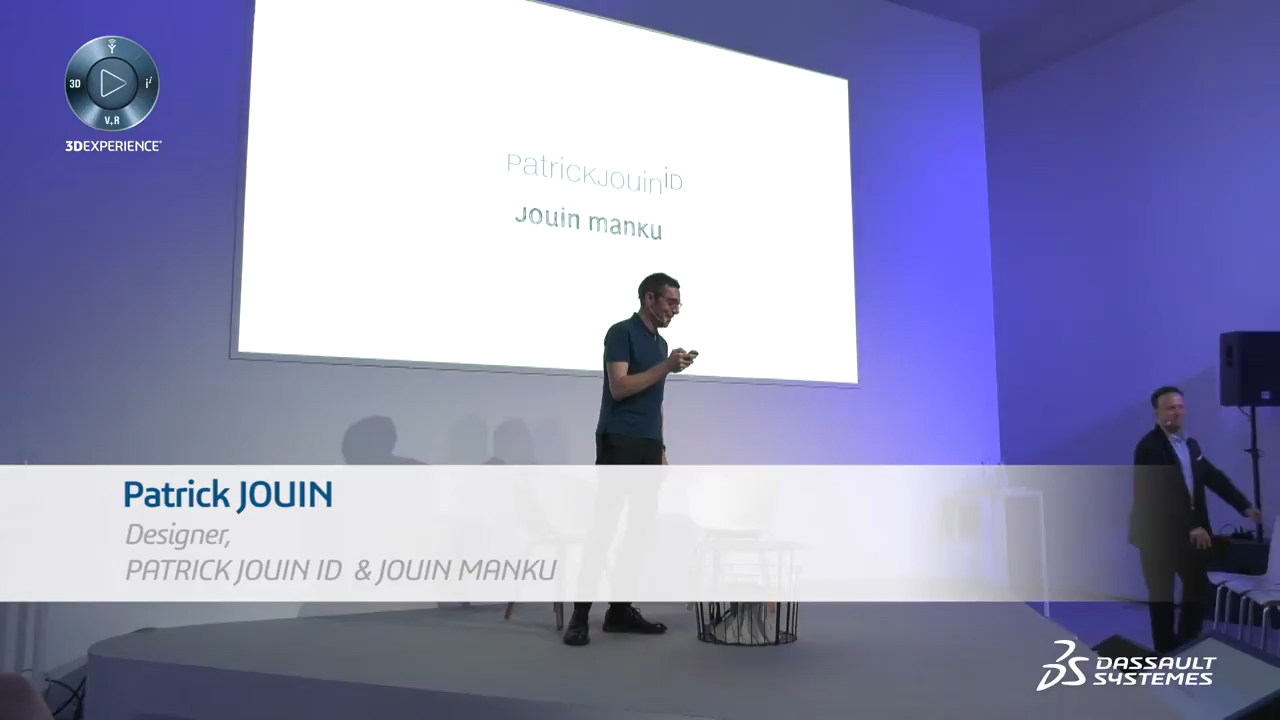 3D
V,R
i
3DEXPERIENCE
PatrickJouiniD
Jouin manku
Patrick JOUIN
Designer,
PATRICK JOUIN ID & JOUIN MANKU
DASSAULT
SYSTEMES